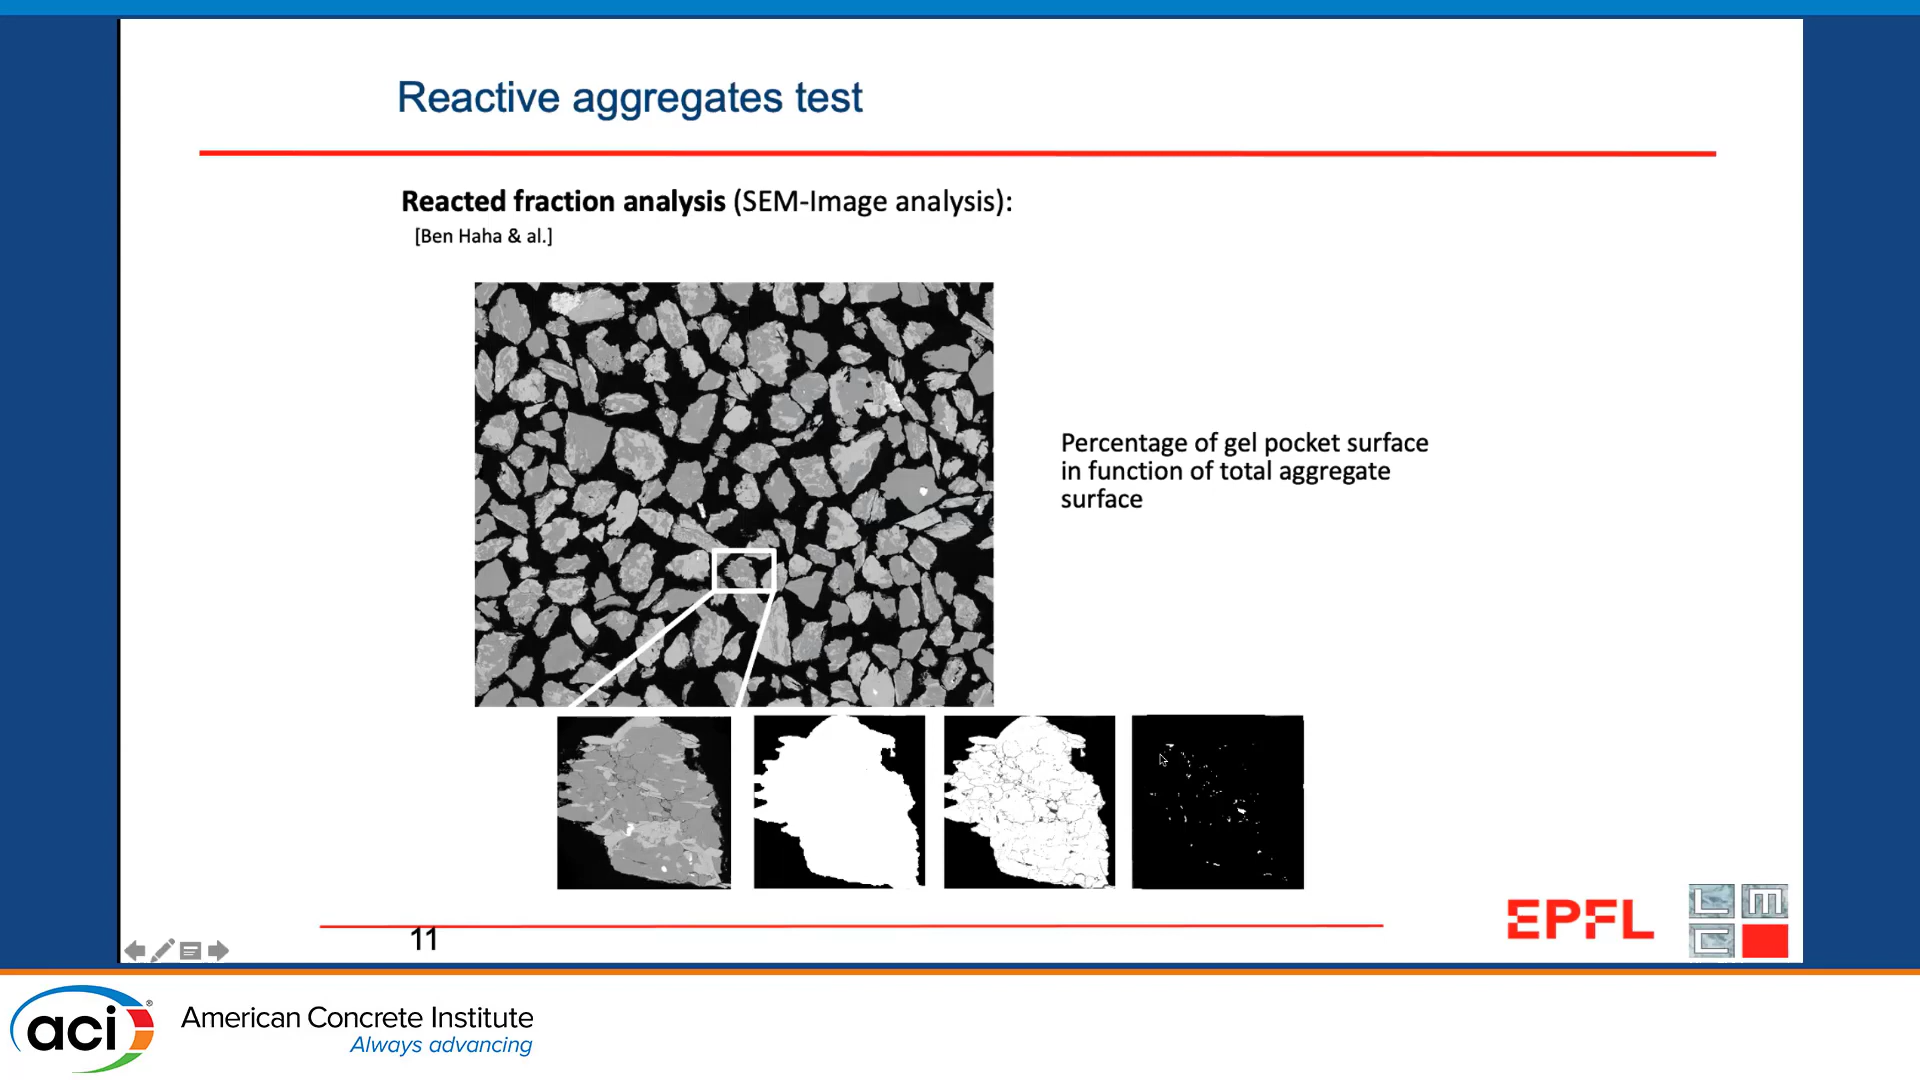 Reactive aggregates test
Reacted fraction analysis (SEM-Image analysis):
[Ben Haha & al.]
Percentage of gel pocket surface
in function of total aggregate
surface
11
EPFL
L M
C
aci®
American Concrete Institute
Always advancing